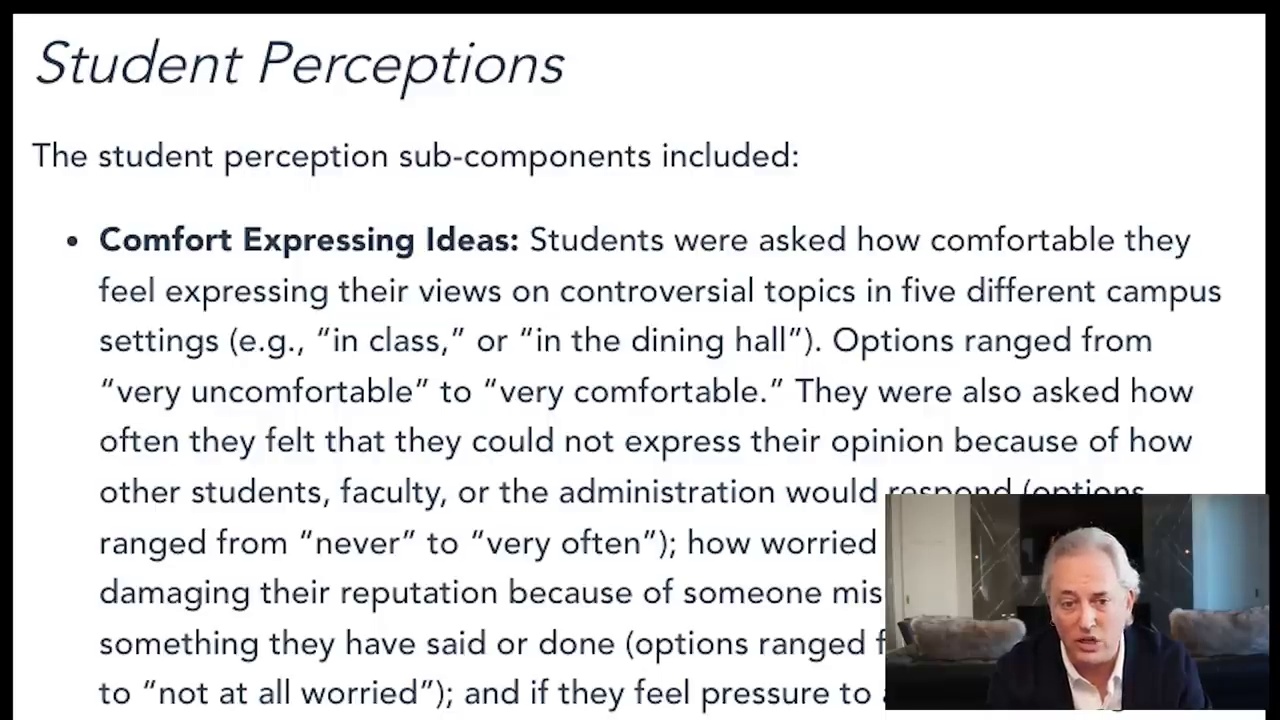 Student Perceptions
The student perception sub-components included:
• Comfort Expressing Ideas: Students were asked how comfortable they
feel expressing their views on controversial topics in five different campus
settings (e.g., “in class,” or “in the dining hall”). Options ranged from
“very uncomfortable” to “very comfortable.” They were also asked how
often they felt that they could not express their opinion because of how
other students, faculty, or the administration would respond (options
ranged from “never” to “very often”); how worried
damaging their reputation because of someone mis
something they have said or done (options ranged f
to “not at all worried”); and if they feel pressure to